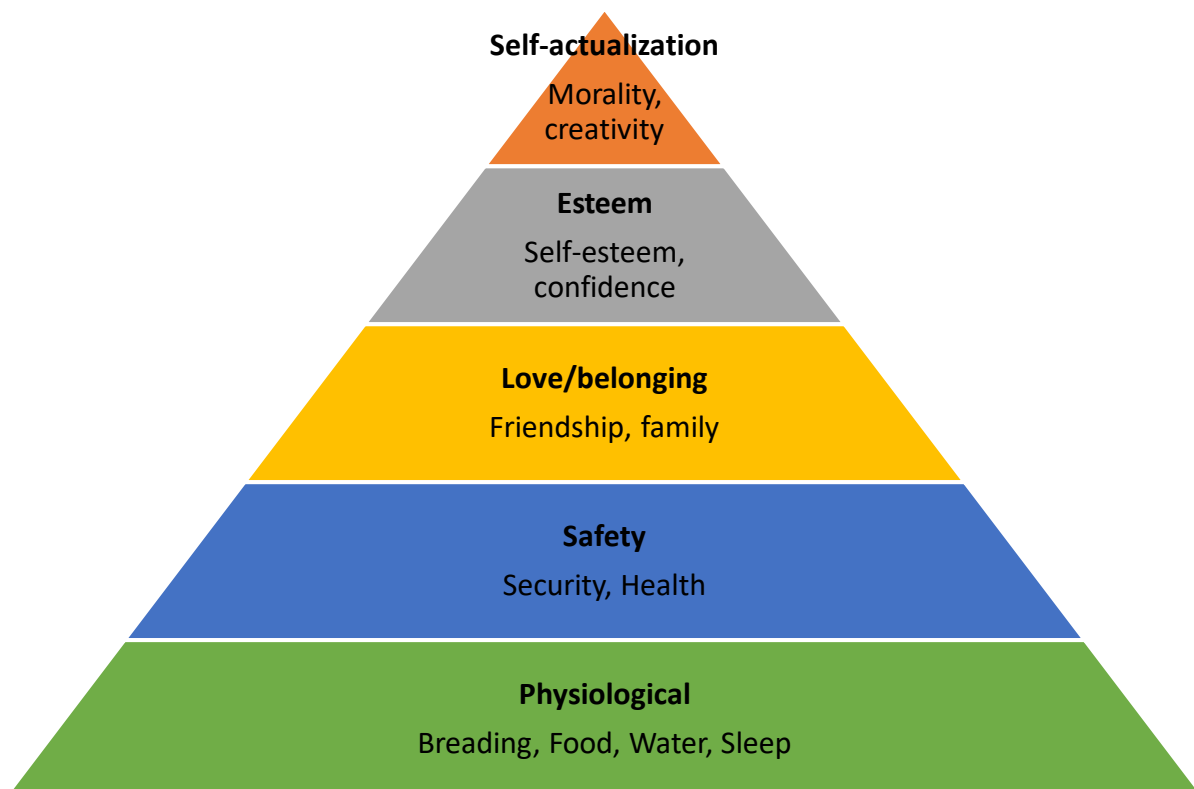 Self-actualization
Morality,
creativity
Esteem
Self-esteem,
confidence
Love/belonging
Friendship, family
Safety
Security, Health
Physiological
Breading, Food, Water, Sleep